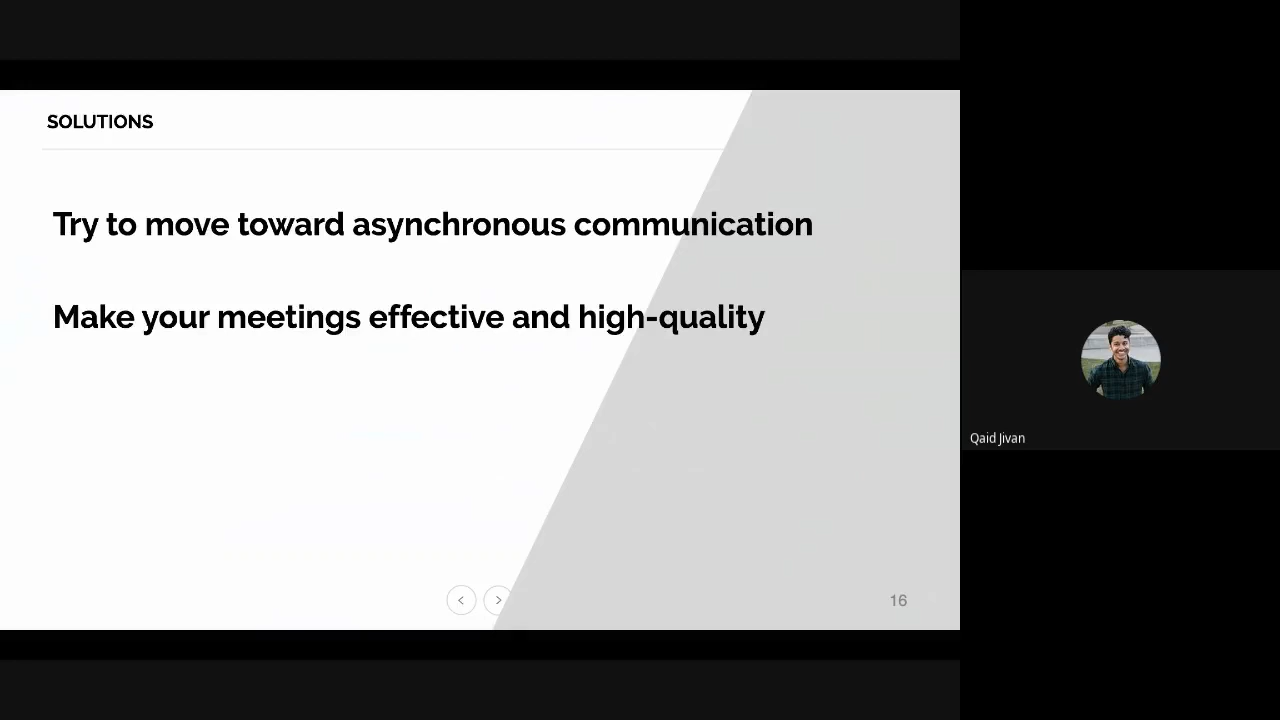 SOLUTIONS
Try to move toward asynchronous communication
Make your meetings effective and high-quality
16
Qaid Jivan